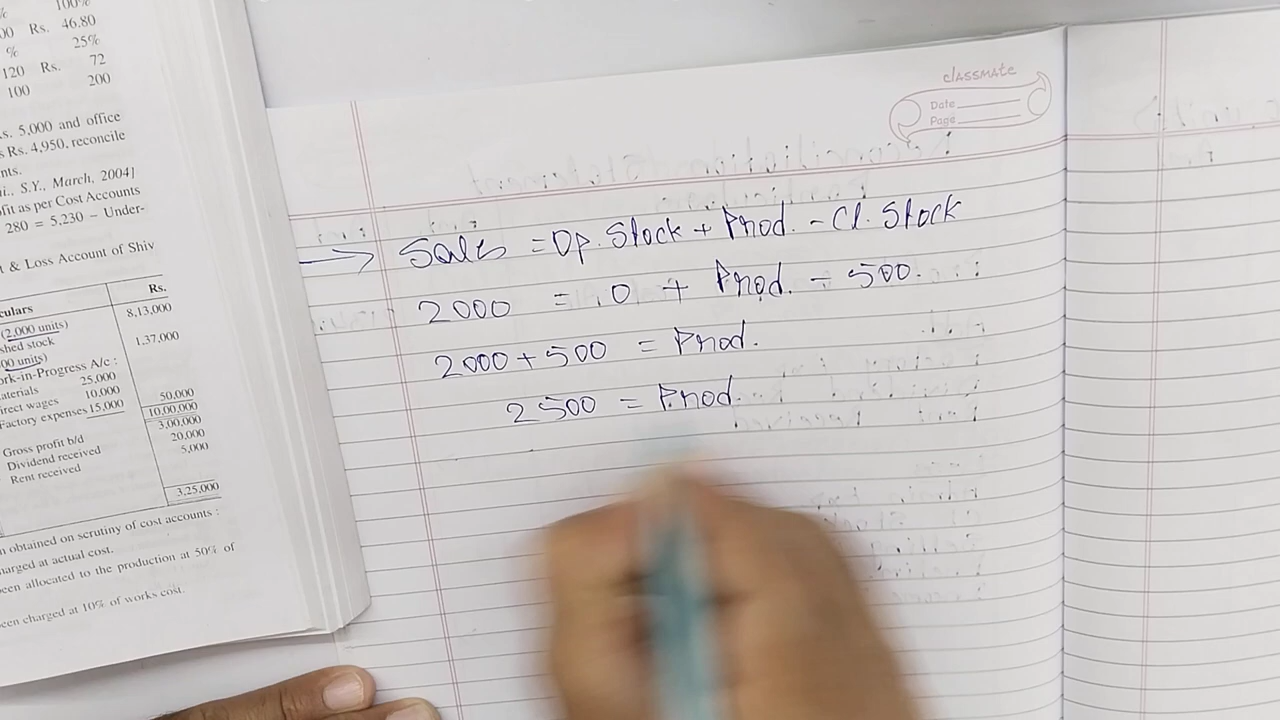 100%
00 Rs. 46.80
% 25%
120 Rs. 72
100 200
Rs. 5,000 and office
s Rs. 4,950, reconcile
nts.
S.Y., March, 2004]
fit as per Cost Accounts
280 = 5,230 – Under-
t & Loss Account of Shiv
culars Rs.
(2,000 units) 8,13,000
shed stock
00 units) 1,37,000
ork-in-Progress A/c :
aterials 25,000
irect wages 10,000
Factory expenses 15,000 50,000
10,00,000
Gross profit b/d 3,00,000
Dividend received 20,000
Rent received 5,000
3,25,000
n obtained on scrutiny of cost accounts :
harged at actual cost.
een allocated to the production at 50% of
een charged at 10% of works cost.
classmate
Date
Page
→ Sales = Op. Stock + Prod. - Cl. Stock
2000 = 0 + Prod. - 500.
2000 + 500 = Prod.
2500 = Prod.